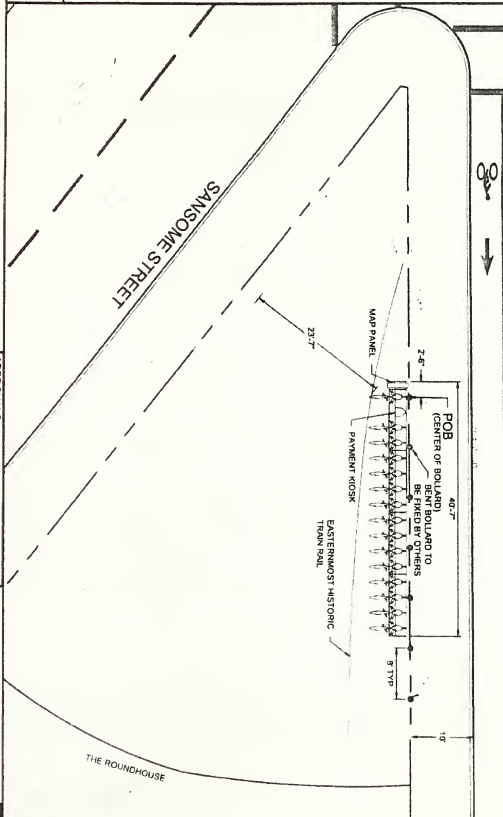 SANSOME STREET
23'-7"
MAP PANEL
2'-6"
POB
(CENTER OF BOLLARD)
40'-7"
BENT BOLLARD TO
BE FIXED BY OTHERS
PAYMENT KIOSK
EASTERNMOST HISTORIC
TRAIN RAIL
8' TYP
10'
THE ROUNDHOUSE